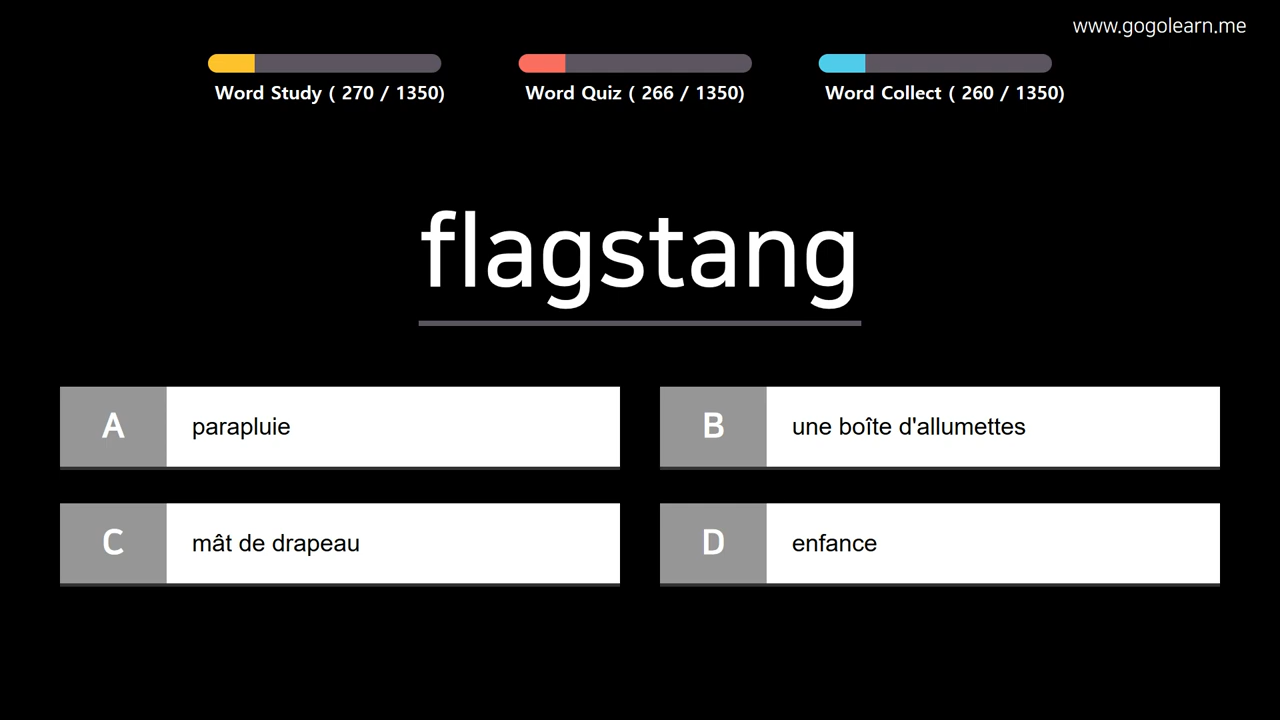 www.gogolearn.me
Word Study ( 270 / 1350)
Word Quiz ( 266 / 1350)
Word Collect ( 260 / 1350)
flagstang
A
parapluie
B
une boîte d'allumettes
C
mât de drapeau
D
enfance